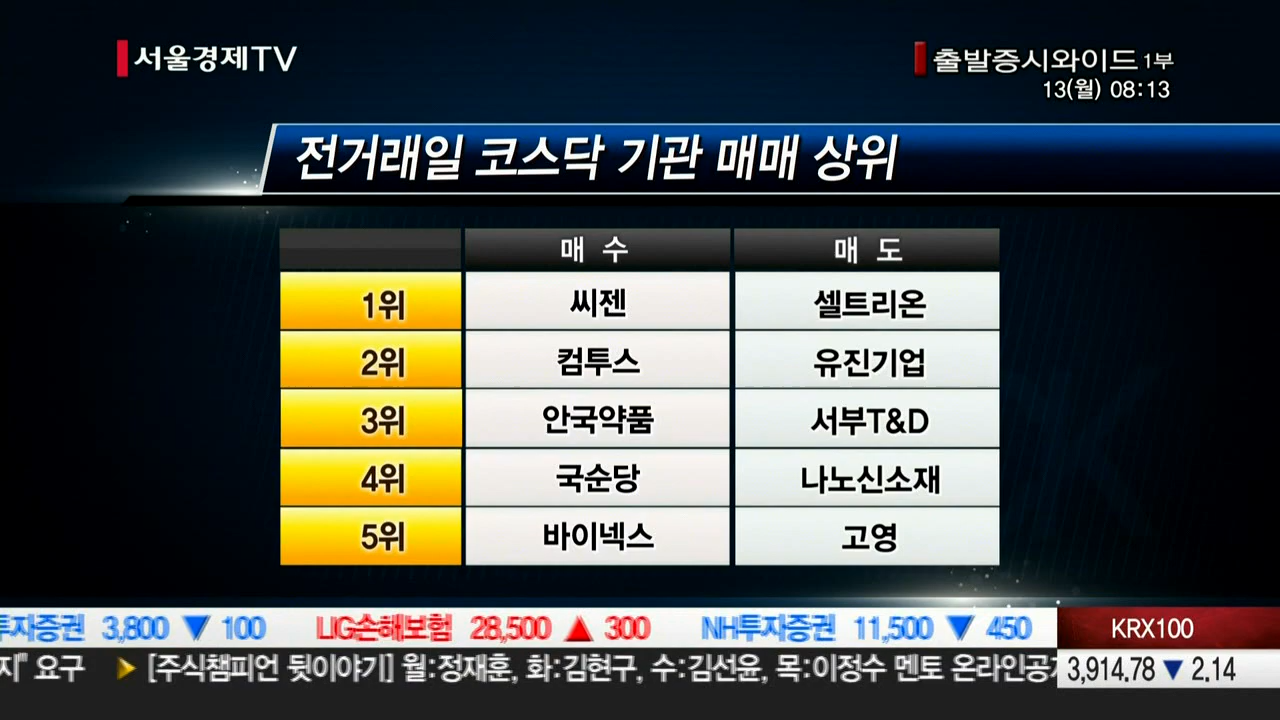 서울경제TV
출발증시와이드 1부
13(월) 08:13
전거래일 코스닥 기관 매매 상위
매 수 매 도
1위 씨젠 셀트리온
2위 컴투스 유진기업
3위 안국약품 서부T&D
4위 국순당 나노신소재
5위 바이넥스 고영
투자증권 3,800 ▼ 100 LIG손해보험 28,500 ▲ 300 NH투자증권 11,500 ▼ 450 KRX100
지" 요구 ▶ [주식챔피언 뒷이야기] 월:정재훈, 화:김현구, 수:김선윤, 목:이정수 멘토 온라인공 3,914.78 ▼ 2.14